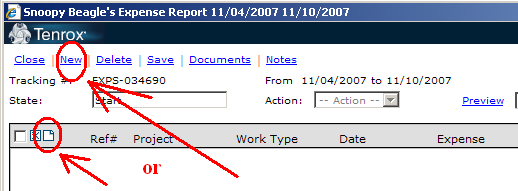 Snoopy Beagle's Expense Report 11/04/2007 11/10/2007
Tenrox
Close | New | Delete | Save | Documents | Notes
Tracking #: EXPS-034690 From 11/04/2007 to 11/10/2007
State: Start Action: -- Action -- Preview
Ref# Project Work Type Date Expense
or